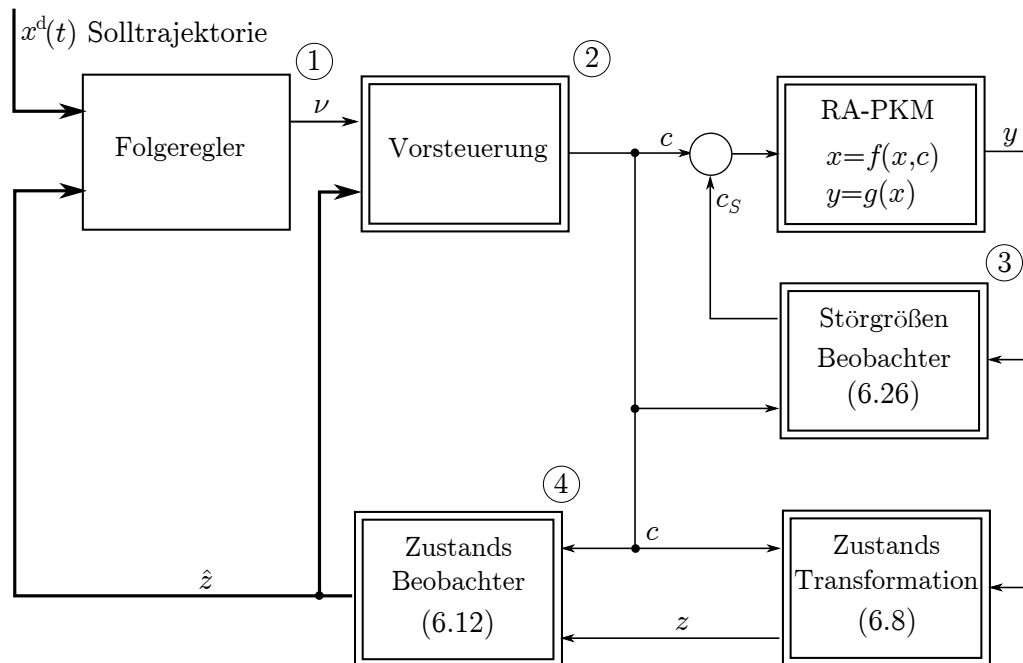 x^d(t) Solltrajektorie
1
2
ν
Folgeregler
Vorsteuerung
c
RA-PKM
x=f(x,c)
y=g(x)
y
c_S
3
Störgrößen
Beobachter
(6.26)
4
c
Zustands
Beobachter
(6.12)
ẑ
z
Zustands
Transformation
(6.8)